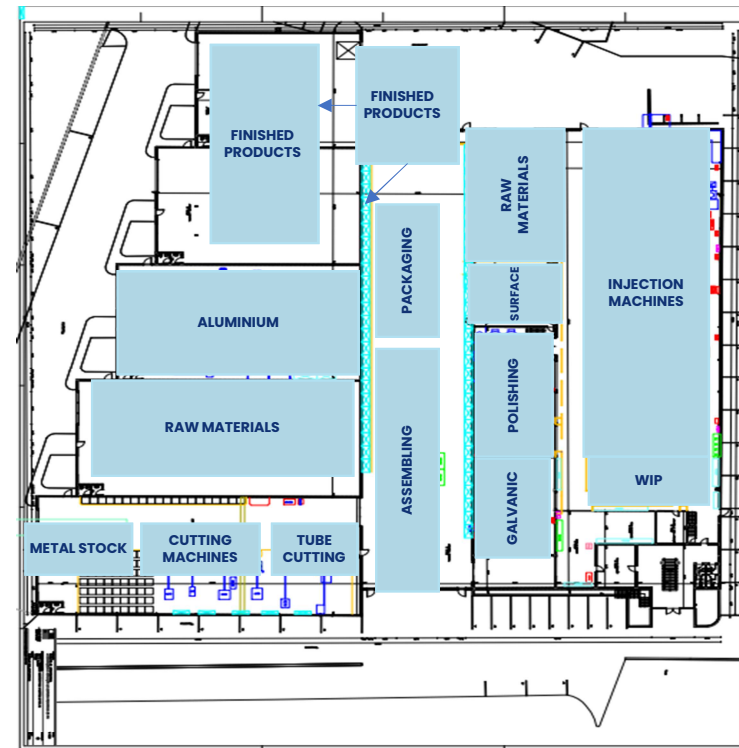 FINISHED
PRODUCTS
FINISHED
PRODUCTS
RAW
MATERIALS
INJECTION
MACHINES
PACKAGING
SURFACE
ALUMINIUM
POLISHING
RAW MATERIALS
ASSEMBLING
GALVANIC
WIP
METAL STOCK
CUTTING
MACHINES
TUBE
CUTTING